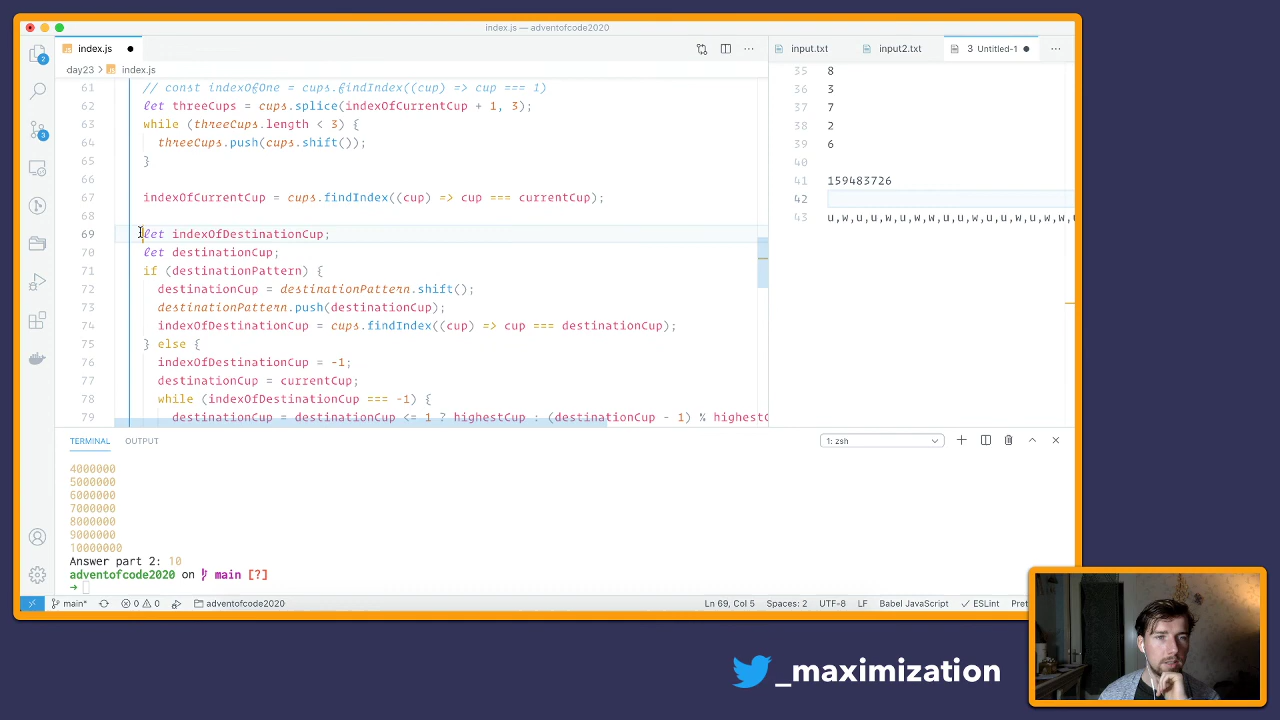 index.js — adventofcode2020
index.js
input.txt
input2.txt
3 Untitled-1
day23 > index.js
61 // const indexOfOne = cups.findIndex((cup) => cup === 1)
62 let threeCups = cups.splice(indexOfCurrentCup + 1, 3);
63 while (threeCups.length < 3) {
64 threeCups.push(cups.shift());
65 }
66
67 indexOfCurrentCup = cups.findIndex((cup) => cup === currentCup);
68
69 let indexOfDestinationCup;
70 let destinationCup;
71 if (destinationPattern) {
72 destinationCup = destinationPattern.shift();
73 destinationPattern.push(destinationCup);
74 indexOfDestinationCup = cups.findIndex((cup) => cup === destinationCup);
75 } else {
76 indexOfDestinationCup = -1;
77 destinationCup = currentCup;
78 while (indexOfDestinationCup === -1) {
79 destinationCup = destinationCup <= 1 ? highestCup : (destinationCup - 1) % highestC
35 8
36 3
37 7
38 2
39 6
40
41 159483726
42
43 u,w,u,u,w,u,w,w,u,u,w,u,u,w,u,w,w,u
TERMINAL
OUTPUT
1: zsh
4000000
5000000
6000000
7000000
8000000
9000000
10000000
Answer part 2: 10
adventofcode2020 on main [?]
→
main*
0 0
adventofcode2020
Ln 69, Col 5
Spaces: 2
UTF-8
LF
Babel JavaScript
ESLint
Pret
2
3
_maximization